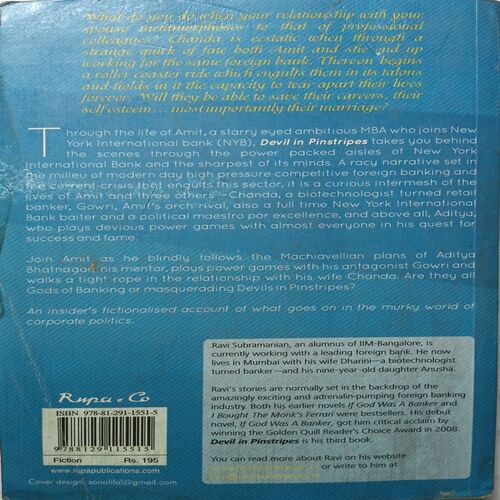 What do you do when your relationship with your
spouse metamorphoses to that of professional
colleagues? Chanda is ecstatic when through a
strange quirk of fate both Amit and she end up
working for the same foreign bank. Thereon begins
a roller coaster ride which engulfs them in its talons
and holds in it the capacity to tear apart their lives
forever. Will they be able to save their careers, their
self esteem... most importantly their marriage?
Through the life of Amit, a starry eyed ambitious MBA who joins New
York International bank (NYB), Devil in Pinstripes takes you behind
the scenes through the power packed aisles of New York
International Bank and the sharpest of its minds. A racy narrative set in
the milieu of modern day high pressure competitive foreign banking and
the current crisis that engulfs this sector, it is a curious intermesh of the
lives of Amit and three others—Chanda, a biotechnologist turned retail
banker, Gowri, Amit's arch rival, also a full time New York International
Bank baiter and a political maestro par excellence, and above all, Aditya,
who plays devious power games with almost everyone in his quest for
success and fame.
Join Amit as he blindly follows the Machiavellian plans of Aditya
Bhatnagar, his mentor, plays power games with his antagonist Gowri and
walks a tight rope in the relationship with his wife Chanda. Are they all
Gods of Banking or masquerading Devils in Pinstripes?
An insider's fictionalised account of what goes on in the murky world of
corporate politics.
Ravi Subramanian, an alumnus of IIM-Bangalore, is
currently working with a leading foreign bank. He now
lives in Mumbai with his wife Dharini—a biotechnologist
turned banker—and his nine-year-old daughter Anusha.
Ravi's stories are normally set in the backdrop of the
amazingly exciting and adrenalin-pumping foreign banking
industry. Both his earlier novels If God Was A Banker and
I Bought The Monk's Ferrari were bestsellers. His debut
novel, If God Was A Banker, got him critical acclaim by
winning the Golden Quill Reader's Choice Award in 2008.
Devil in Pinstripes is his third book.
You can read more about Ravi on his website
or write to him at
Rupa & Co
ISBN 978-81-291-1551-5
9 788129 115515
Fiction Rs. 195
www.rupapublications.com
Cover design: sonalilal@gmail.com